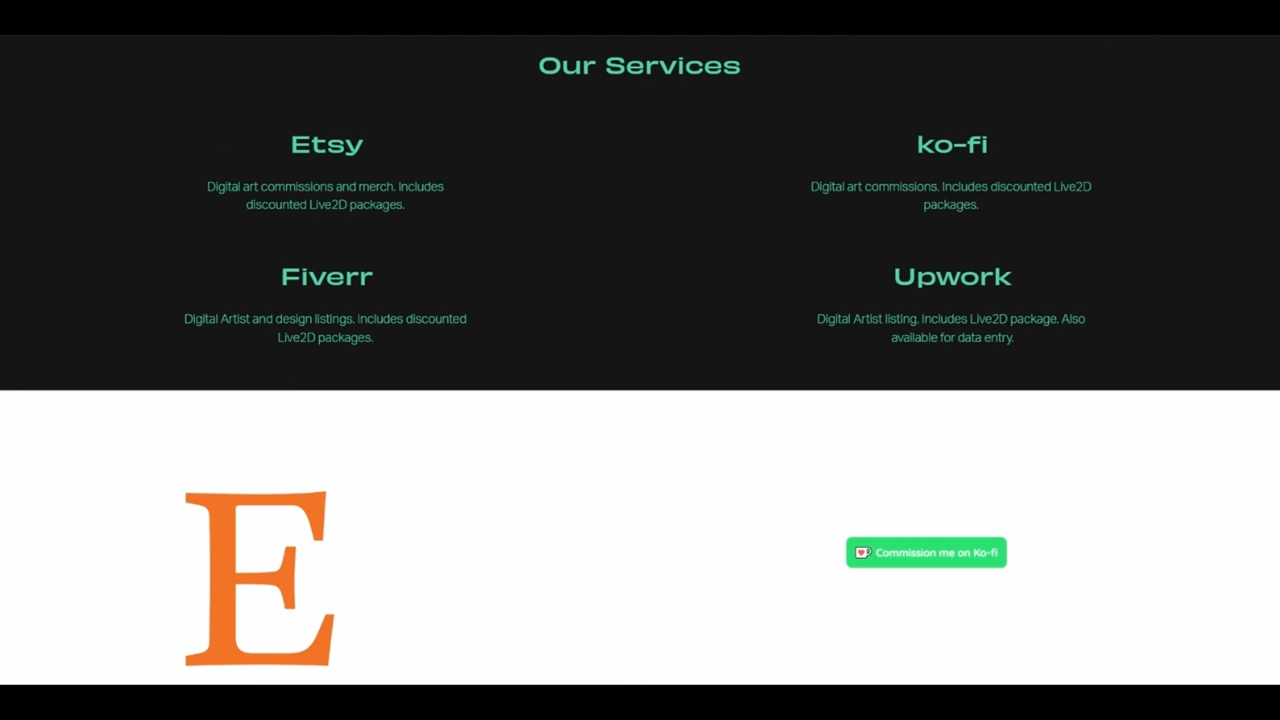 Our Services
Etsy
Digital art commissions and merch. Includes
discounted Live2D packages.
ko-fi
Digital art commissions. Includes discounted Live2D
packages.
Fiverr
Digital Artist and design listings. Includes discounted
Live2D packages.
Upwork
Digital Artist listing. Includes Live2D package. Also
available for data entry.
E
Commission me on Ko-fi